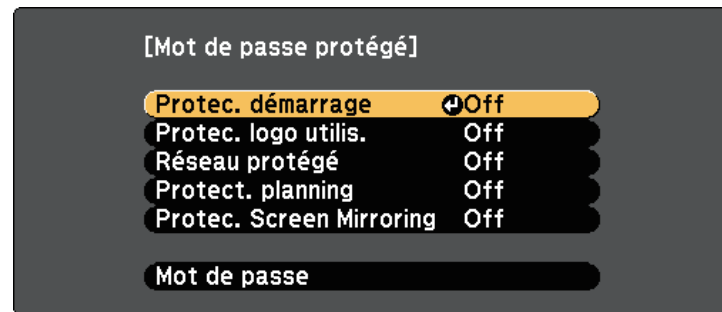 [Mot de passe protégé]
Protec. démarrage Off
Protec. logo utilis. Off
Réseau protégé Off
Protect. planning Off
Protec. Screen Mirroring Off
Mot de passe